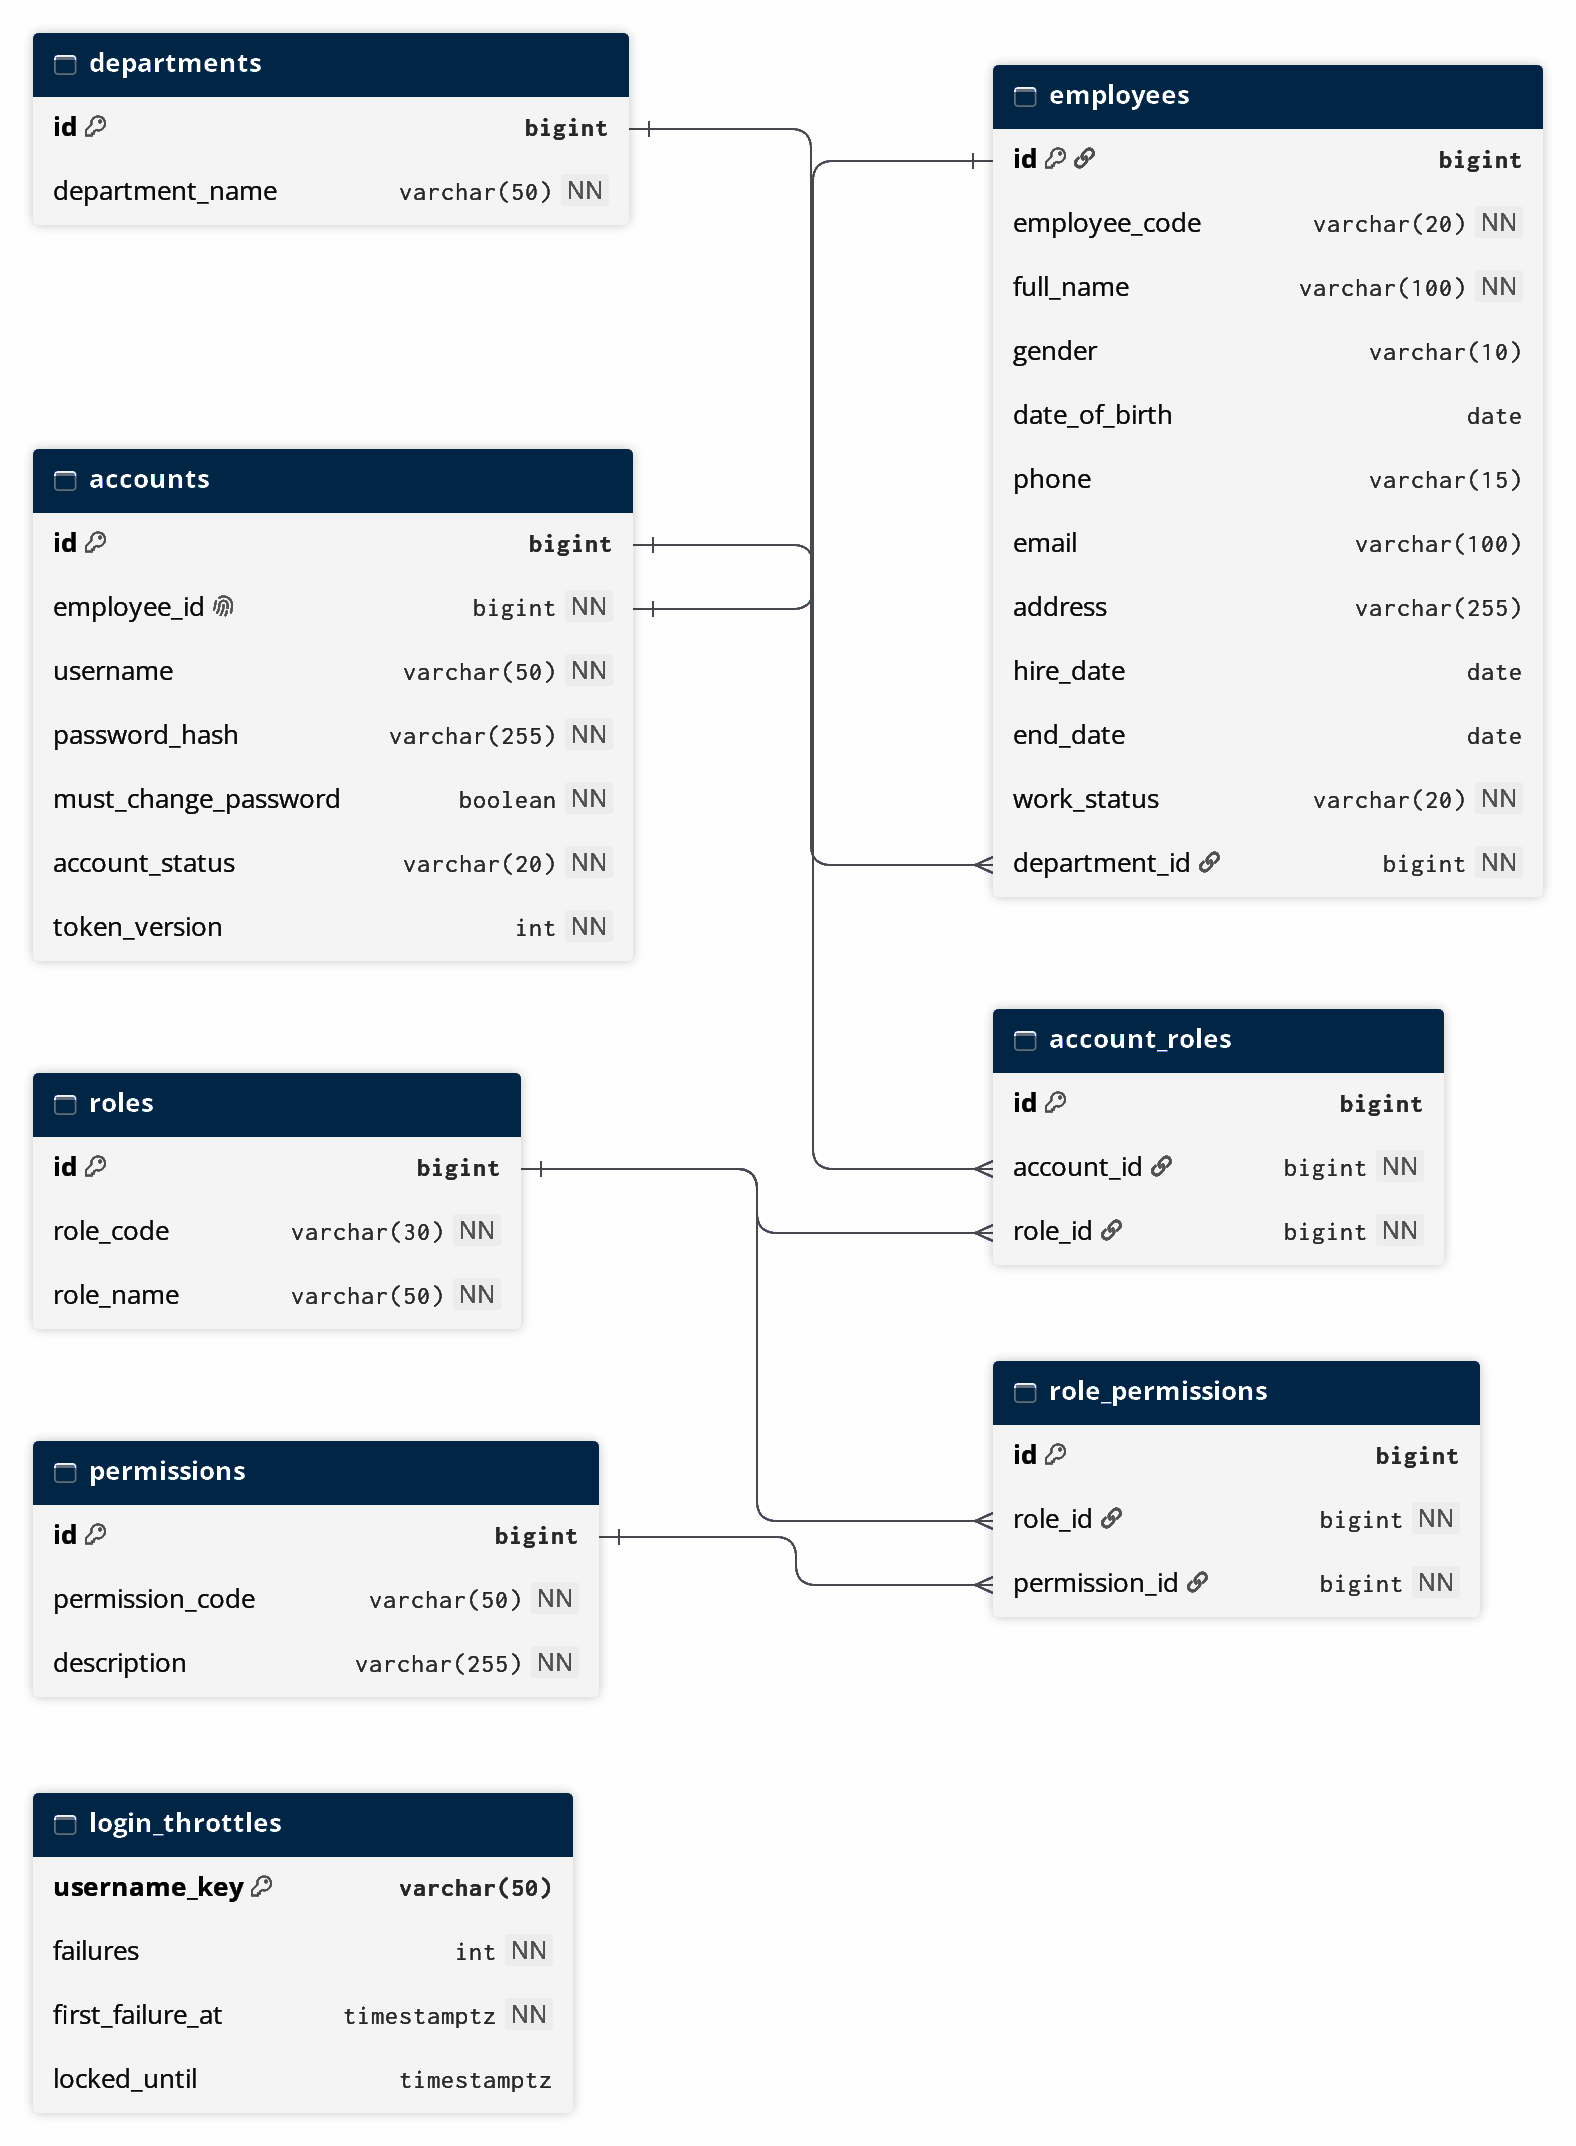 departments
id bigint
department_name varchar(50) NN
employees
id bigint
employee_code varchar(20) NN
full_name varchar(100) NN
gender varchar(10)
date_of_birth date
phone varchar(15)
email varchar(100)
address varchar(255)
hire_date date
end_date date
work_status varchar(20) NN
department_id bigint NN
accounts
id bigint
employee_id bigint NN
username varchar(50) NN
password_hash varchar(255) NN
must_change_password boolean NN
account_status varchar(20) NN
token_version int NN
account_roles
id bigint
account_id bigint NN
role_id bigint NN
roles
id bigint
role_code varchar(30) NN
role_name varchar(50) NN
role_permissions
id bigint
role_id bigint NN
permission_id bigint NN
permissions
id bigint
permission_code varchar(50) NN
description varchar(255) NN
login_throttles
username_key varchar(50)
failures int NN
first_failure_at timestamptz NN
locked_until timestamptz